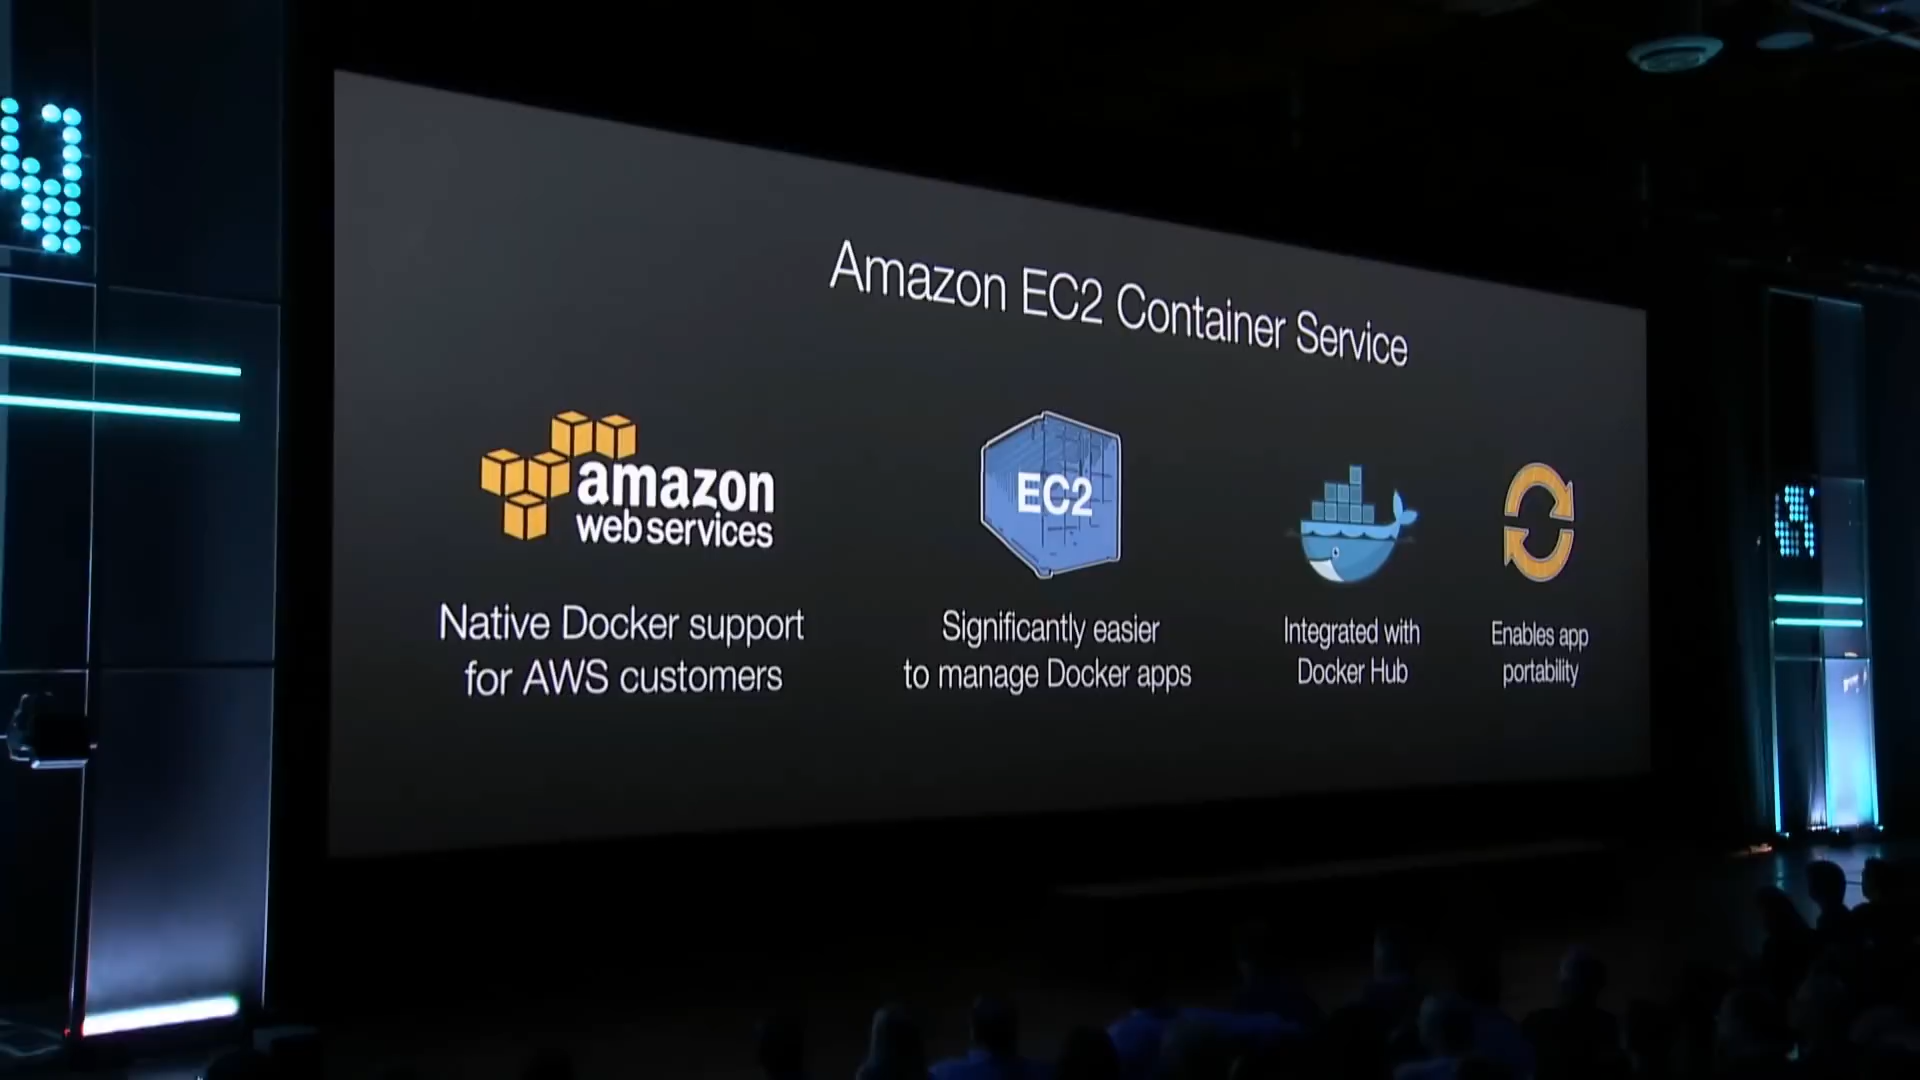 Amazon EC2 Container Service
amazon
web services
EC2
Native Docker support
for AWS customers
Significantly easier
to manage Docker apps
Integrated with
Docker Hub
Enables app
portability